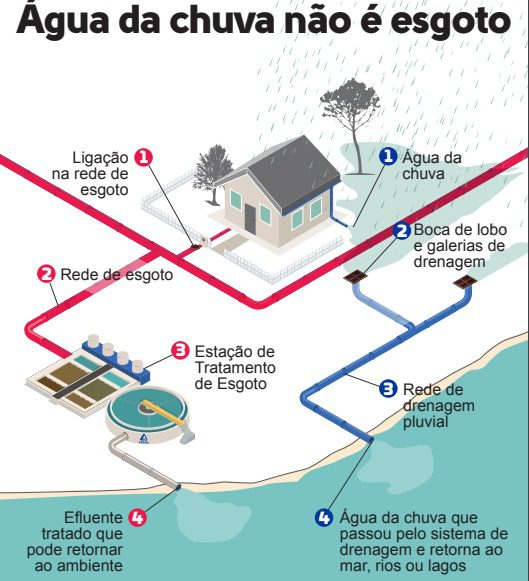 Água da chuva não é esgoto
Ligação 1
na rede de
esgoto
1 Água da
chuva
2 Boca de lobo
e galerias de
drenagem
2 Rede de esgoto
3 Estação de
Tratamento
de Esgoto
3 Rede de
drenagem
pluvial
Efluente 4
tratado que
pode retornar
ao ambiente
4 Água da chuva que
passou pelo sistema de
drenagem e retorna ao
mar, rios ou lagos